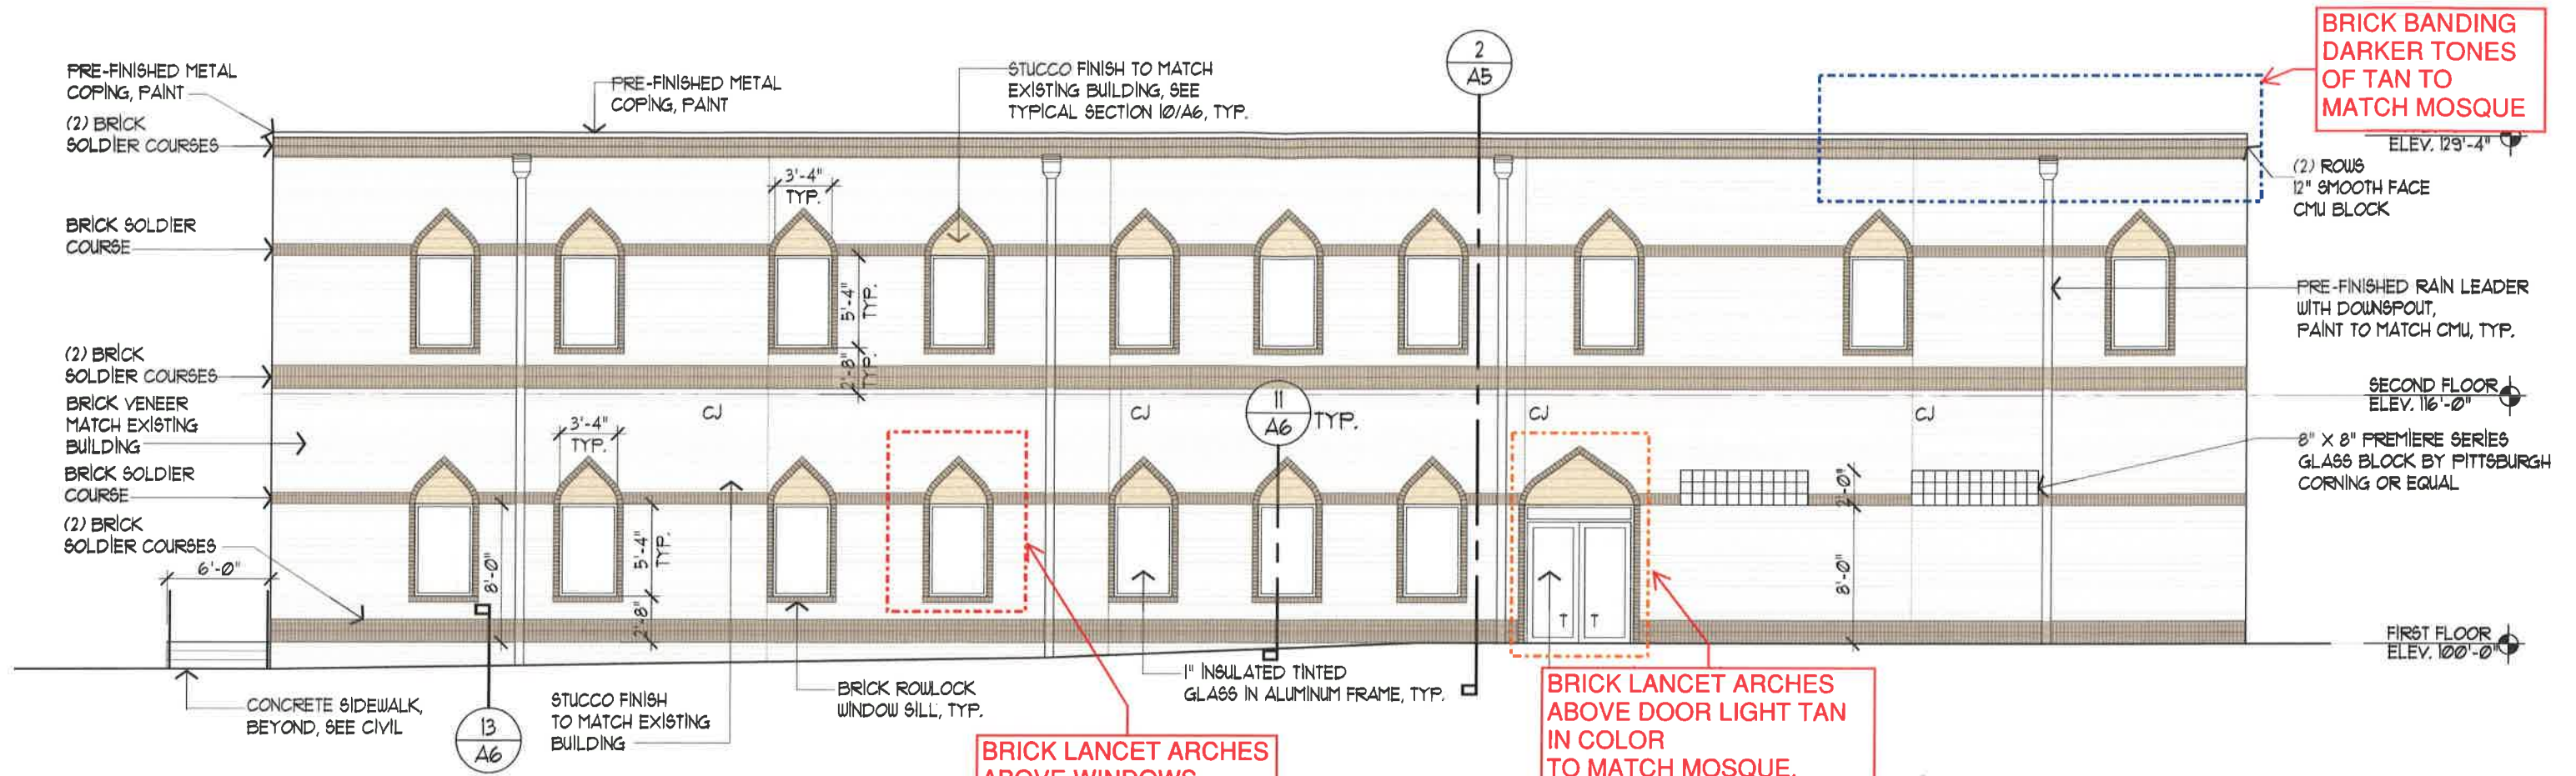 PRE-FINISHED METAL
COPING, PAINT
(2) BRICK
SOLDIER COURSES
BRICK SOLDIER
COURSE
(2) BRICK
SOLDIER COURSES
BRICK VENEER
MATCH EXISTING
BUILDING
BRICK SOLDIER
COURSE
(2) BRICK
SOLDIER COURSES
6'-0"
PRE-FINISHED METAL
COPING, PAINT
STUCCO FINISH TO MATCH
EXISTING BUILDING, SEE
TYPICAL SECTION 10/A6, TYP.
2
A5
BRICK BANDING
DARKER TONES
OF TAN TO
MATCH MOSQUE
ELEV. 129'-4"
(2) ROWS
12" SMOOTH FACE
CMU BLOCK
3'-4"
TYP.
5'-4"
TYP.
2'-8"
TYP.
PRE-FINISHED RAIN LEADER
WITH DOWNSPOUT,
PAINT TO MATCH CMU, TYP.
SECOND FLOOR
ELEV. 116'-0"
CJ
CJ
CJ
CJ
11
A6
TYP.
3'-4"
TYP.
8'-0"
5'-4"
TYP.
2'-8"
2'-0"
8'-0"
8" X 8" PREMIERE SERIES
GLASS BLOCK BY PITTSBURGH
CORNING OR EQUAL
T T
FIRST FLOOR
ELEV. 100'-0"
CONCRETE SIDEWALK,
BEYOND, SEE CIVIL
13
A6
STUCCO FINISH
TO MATCH EXISTING
BUILDING
BRICK ROWLOCK
WINDOW SILL, TYP.
1" INSULATED TINTED
GLASS IN ALUMINUM FRAME, TYP.
BRICK LANCET ARCHES
ABOVE WINDOWS
BRICK LANCET ARCHES
ABOVE DOOR LIGHT TAN
IN COLOR
TO MATCH MOSQUE.